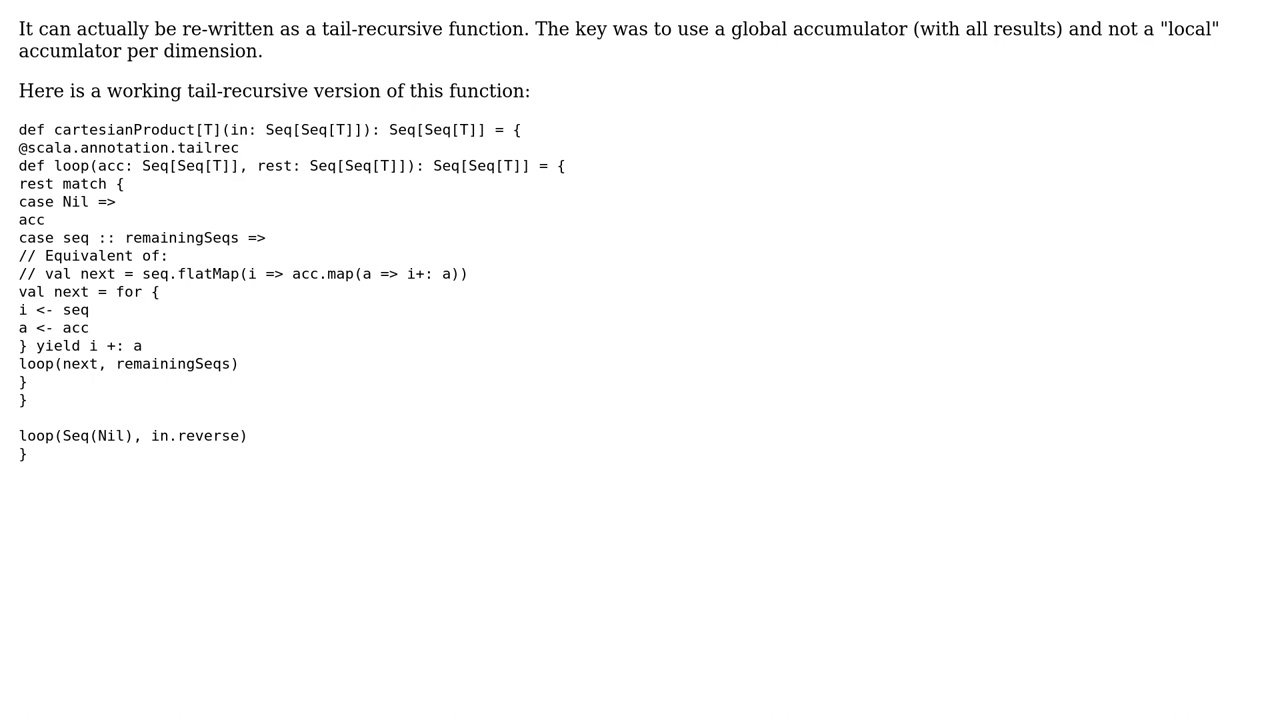 It can actually be re-written as a tail-recursive function. The key was to use a global accumulator (with all results) and not a "local"
accumlator per dimension.
Here is a working tail-recursive version of this function:
def cartesianProduct[T](in: Seq[Seq[T]]): Seq[Seq[T]] = {
@scala.annotation.tailrec
def loop(acc: Seq[Seq[T]], rest: Seq[Seq[T]]): Seq[Seq[T]] = {
rest match {
case Nil =>
acc
case seq :: remainingSeqs =>
// Equivalent of:
// val next = seq.flatMap(i => acc.map(a => i+: a))
val next = for {
i <- seq
a <- acc
} yield i +: a
loop(next, remainingSeqs)
}
}
loop(Seq(Nil), in.reverse)
}